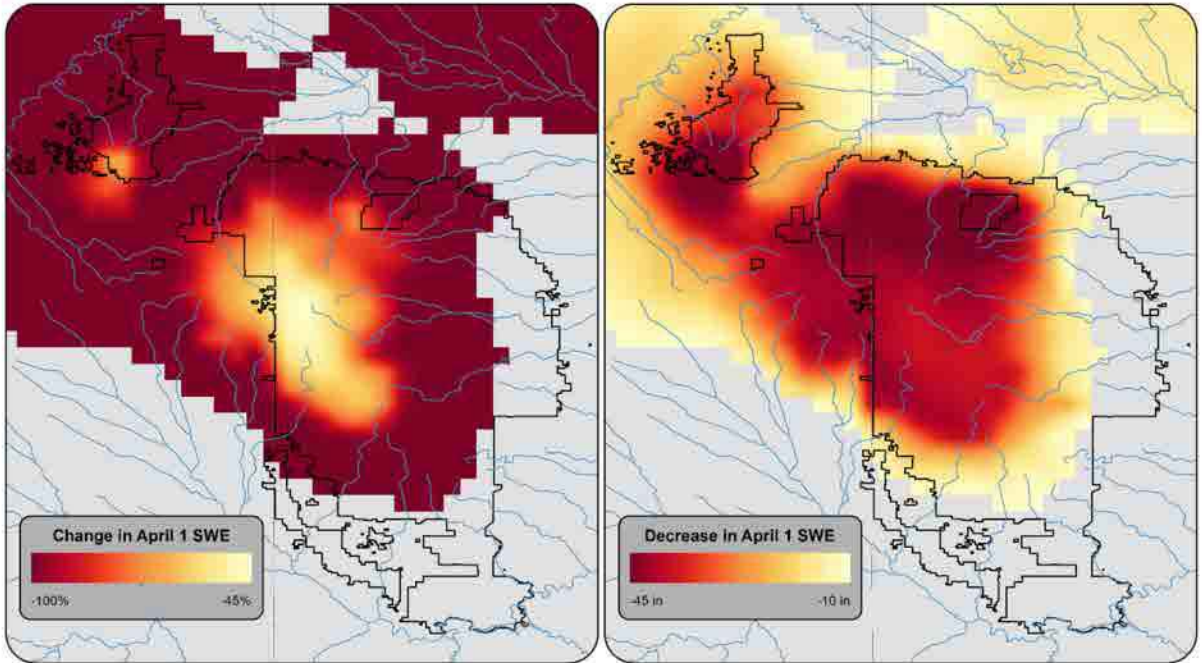 Change in April 1 SWE
-100%
-45%
Decrease in April 1 SWE
-45 in
-10 in